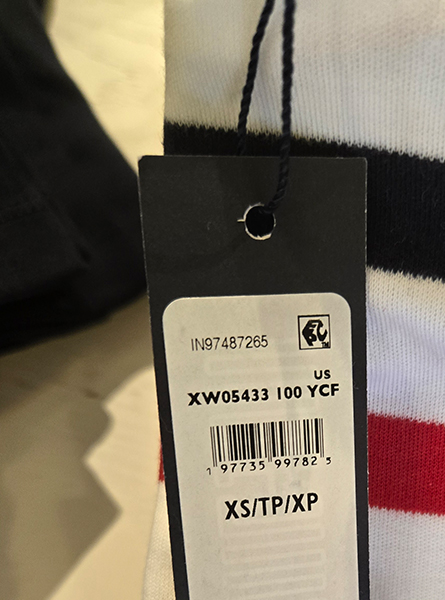 IN97487265
US
XW05433 100 YCF
1 97735 99782 5
XS/TP/XP